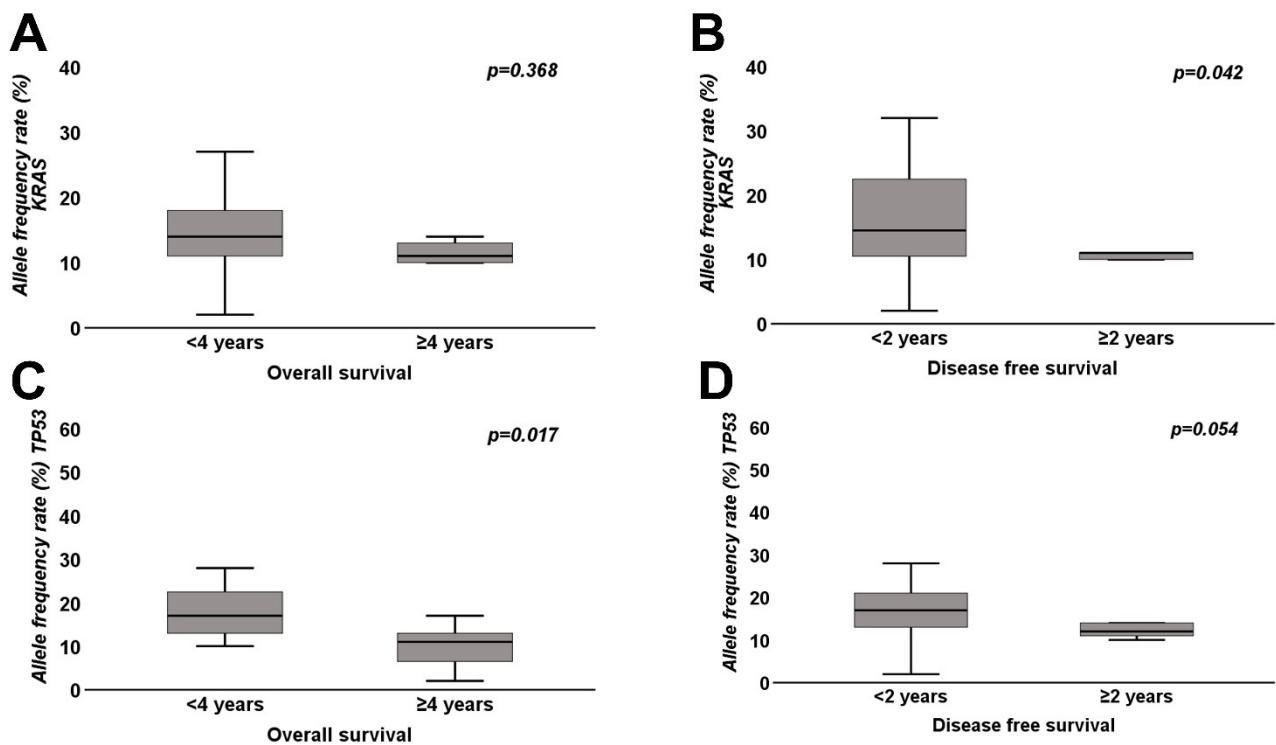 A
Allele frequency rate (%)
KRAS
p=0.368
40
30
20
10
0
<4 years
≥4 years
Overall survival
B
Allele frequency rate (%)
KRAS
p=0.042
40
30
20
10
0
<2 years
≥2 years
Disease free survival
C
Allele frequency rate (%) TP53
p=0.017
60
50
40
30
20
10
0
<4 years
≥4 years
Overall survival
D
Allele frequency rate (%) TP53
p=0.054
60
50
40
30
20
10
0
<2 years
≥2 years
Disease free survival